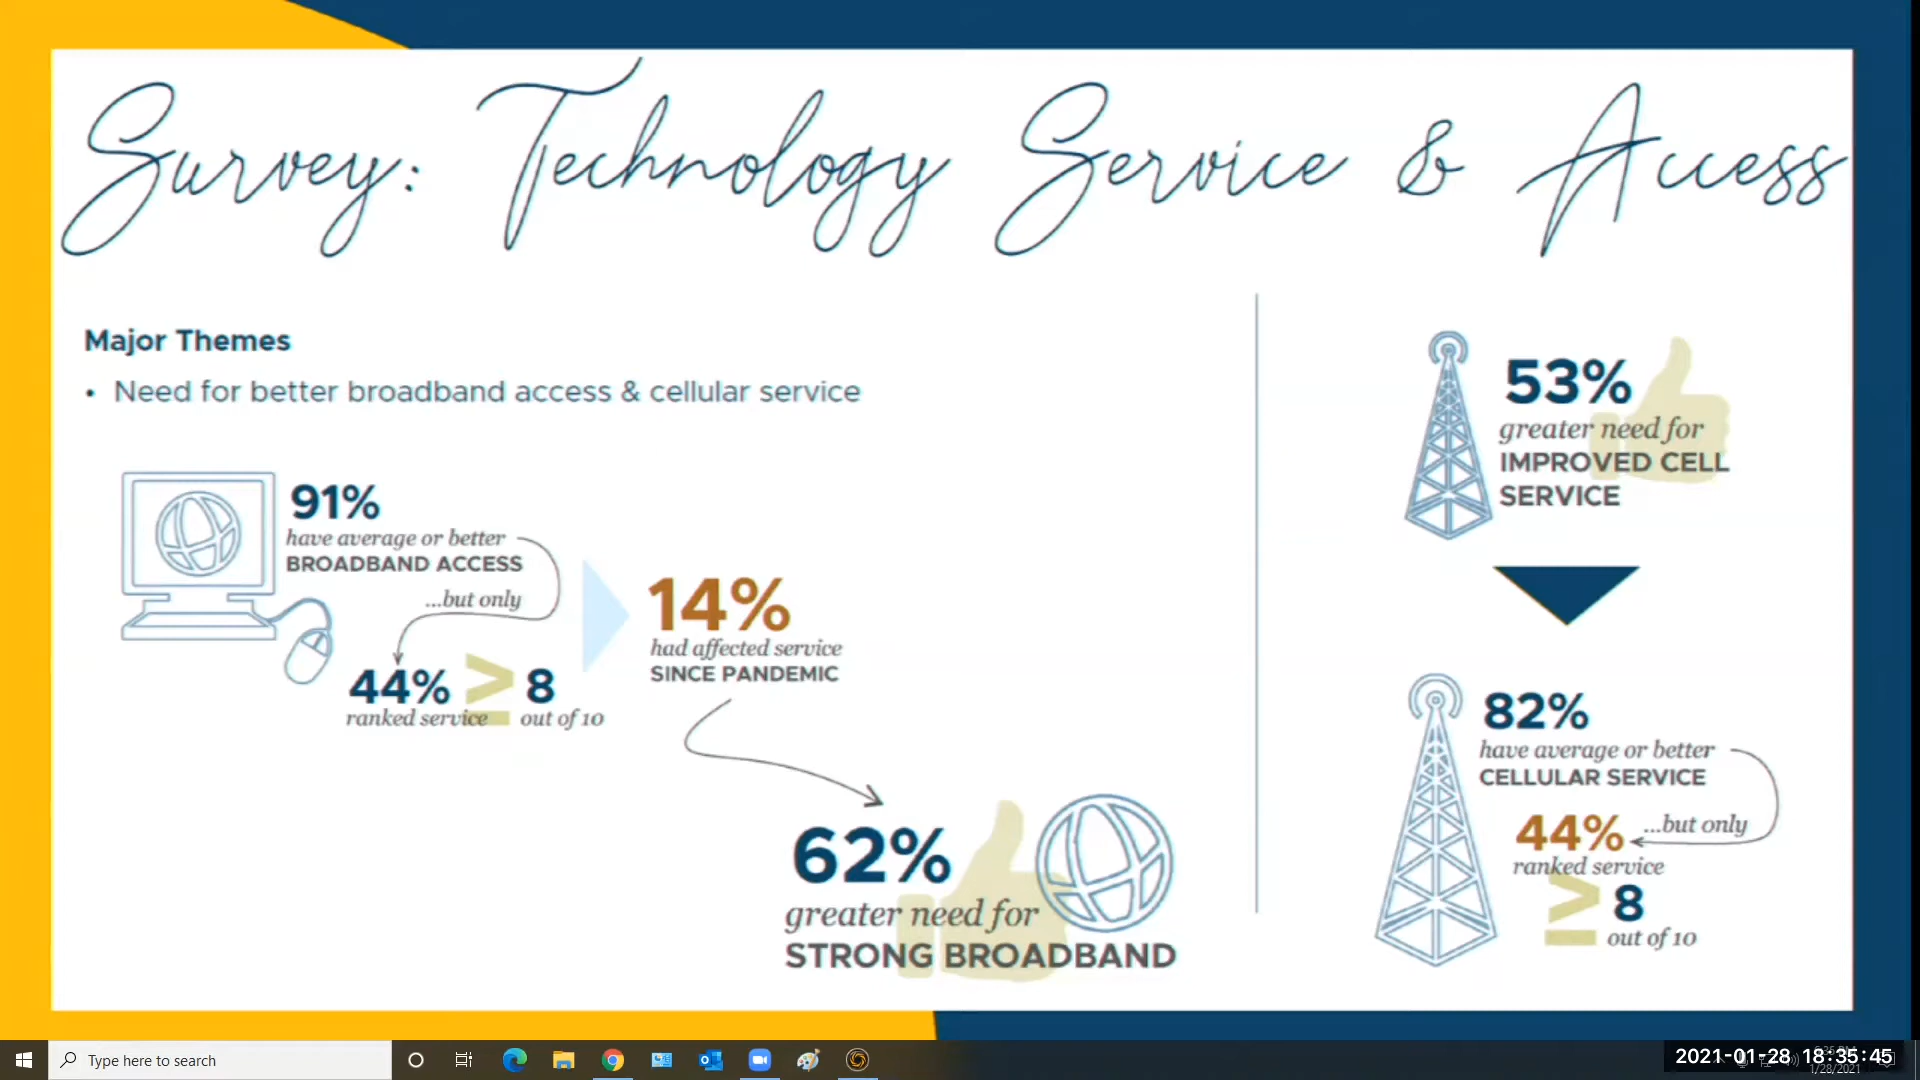 Survey: Technology Service & Access
Major Themes
• Need for better broadband access & cellular service
91%
have average or better
BROADBAND ACCESS
...but only
44% ≥ 8
ranked service out of 10
14%
had affected service
SINCE PANDEMIC
62%
greater need for
STRONG BROADBAND
53%
greater need for
IMPROVED CELL
SERVICE
82%
have average or better
CELLULAR SERVICE
...but only
44%
ranked service
≥ 8
out of 10
Type here to search
2021-01-28 18:35:45
1/28/2021